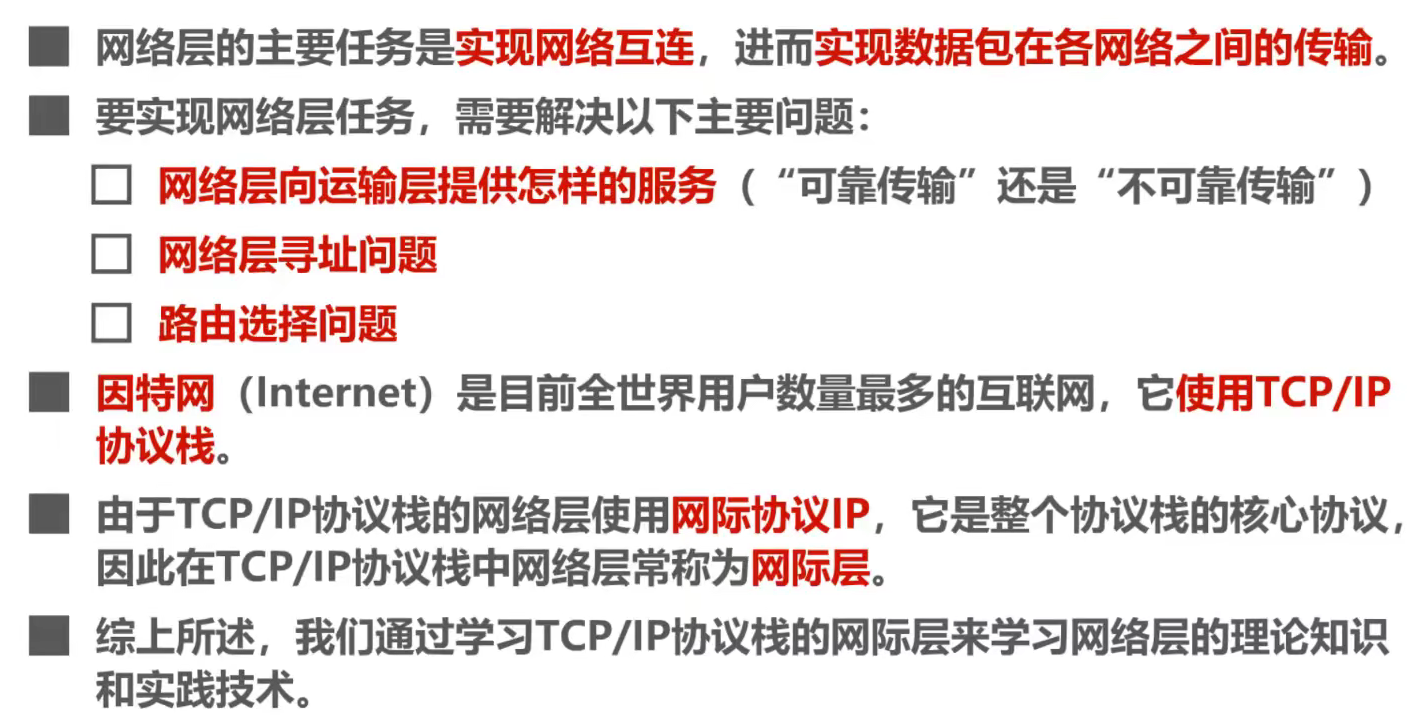 网络层的主要任务是实现网络互连，进而实现数据包在各网络之间的传输。
要实现网络层任务，需要解决以下主要问题：
网络层向运输层提供怎样的服务（“可靠传输”还是“不可靠传输”）
网络层寻址问题
路由选择问题
因特网（Internet）是目前全世界用户数量最多的互联网，它使用TCP/IP
协议栈。
由于TCP/IP协议栈的网络层使用网际协议IP，它是整个协议栈的核心协议，
因此在TCP/IP协议栈中网络层常称为网际层。
综上所述，我们通过学习TCP/IP协议栈的网际层来学习网络层的理论知识
和实践技术。